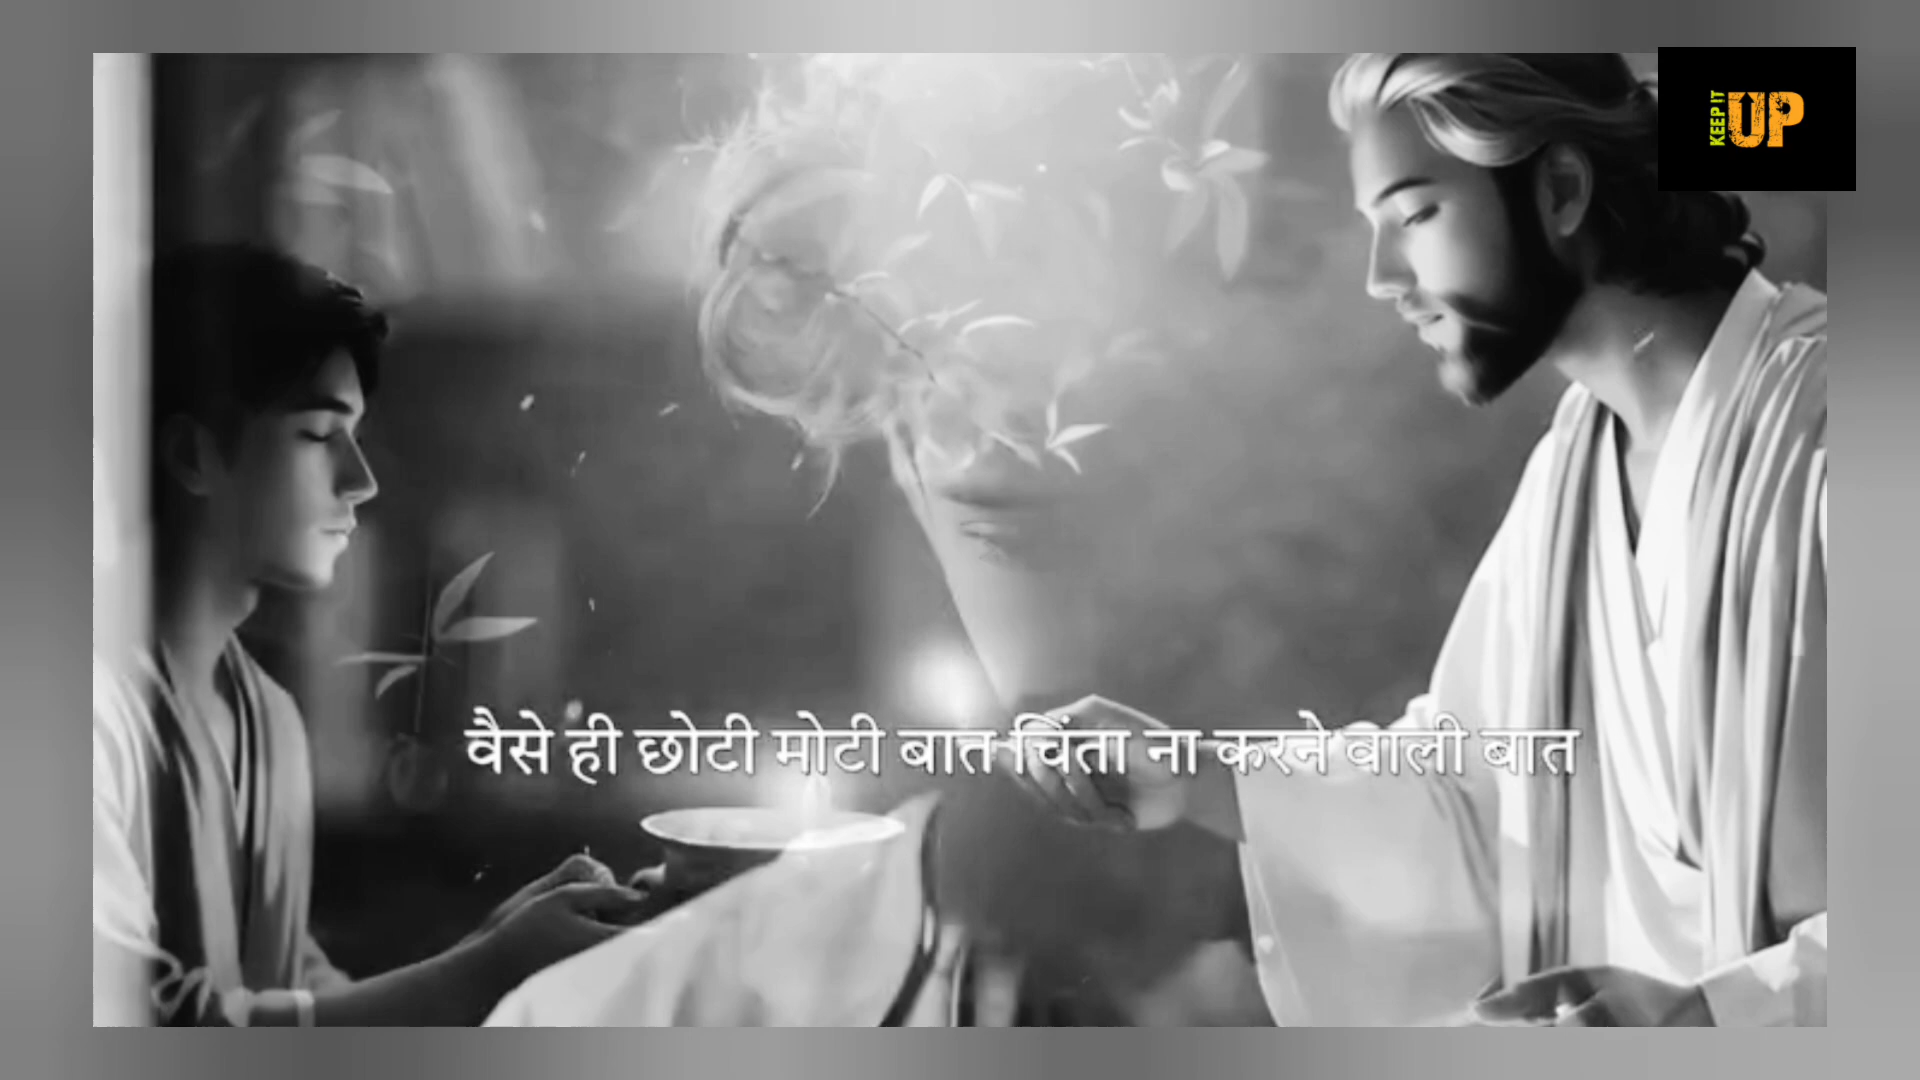 KEEP IT UP
वैसे ही छोटी मोटी बात चिंता ना करने वाली बात